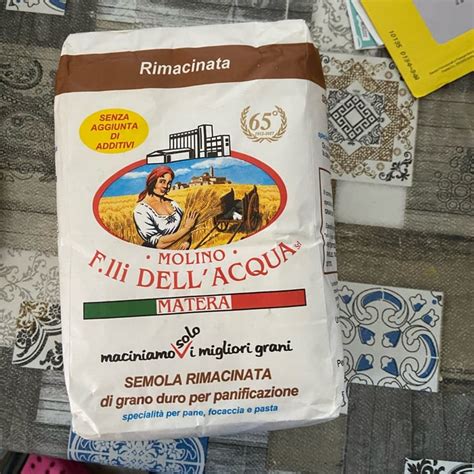 Rimacinata
SENZA
AGGIUNTA
DI
ADDITIVI
65°
· MOLINO ·
F.lli DELL'ACQUA Srl
MATERA
maciniamo solo i migliori grani
SEMOLA RIMACINATA
di grano duro per panificazione
specialità per pane, focaccia e pasta